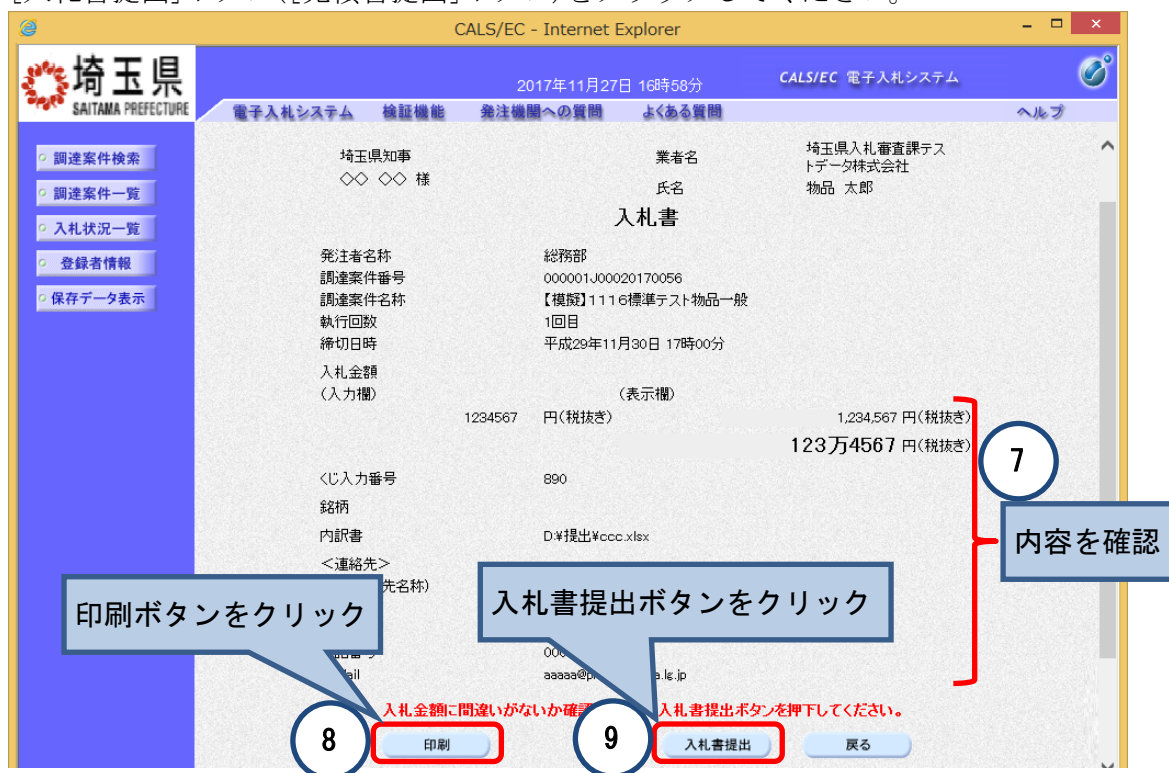 CALS/EC - Internet Explorer
埼玉県
SAITAMA PREFECTURE
2017年11月27日 16時58分
CALS/EC 電子入札システム
電子入札システム 検証機能 発注機関への質問 よくある質問 ヘルプ
調達案件検索
調達案件一覧
入札状況一覧
登録者情報
保存データ表示
埼玉県知事
◇◇ ◇◇ 様
業者名 埼玉県入札審査課テス
トデータ株式会社
氏名 物品 太郎
入札書
発注者名称 総務部
調達案件番号 000001J00020170056
調達案件名称 【模擬】1116標準テスト物品一般
執行回数 1回目
締切日時 平成29年11月30日 17時00分
入札金額
(入力欄) (表示欄)
1234567 円(税抜き) 1,234,567 円(税抜き)
123万4567 円(税抜き)
くじ入力番号 890
銘柄
内訳書 D:¥提出¥ccc.xlsx
<連絡先>
先名称)
7
内容を確認
印刷ボタンをクリック
入札書提出ボタンをクリック
入札金額に間違いがないか確認 入札書提出ボタンを押下してください。
8
印刷
9
入札書提出
戻る